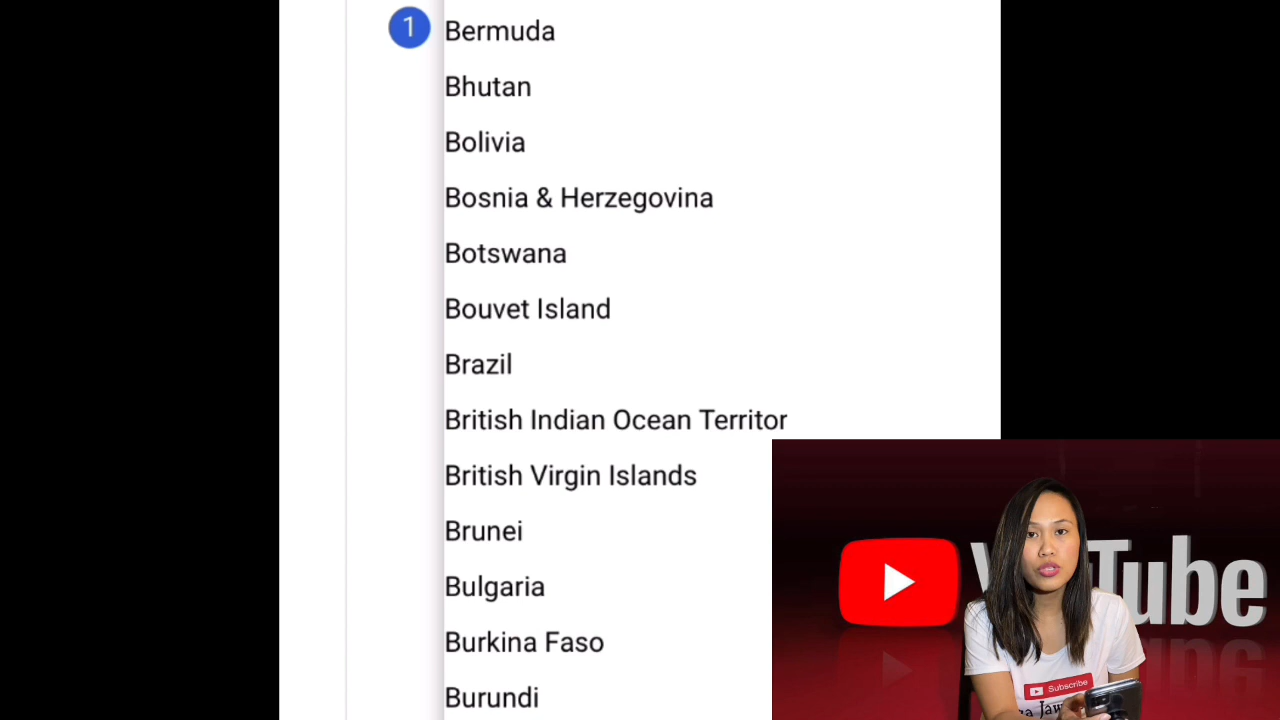 1 Bermuda
Bhutan
Bolivia
Bosnia & Herzegovina
Botswana
Bouvet Island
Brazil
British Indian Ocean Territor
British Virgin Islands
Brunei
Bulgaria
Burkina Faso
Burundi
Subscribe